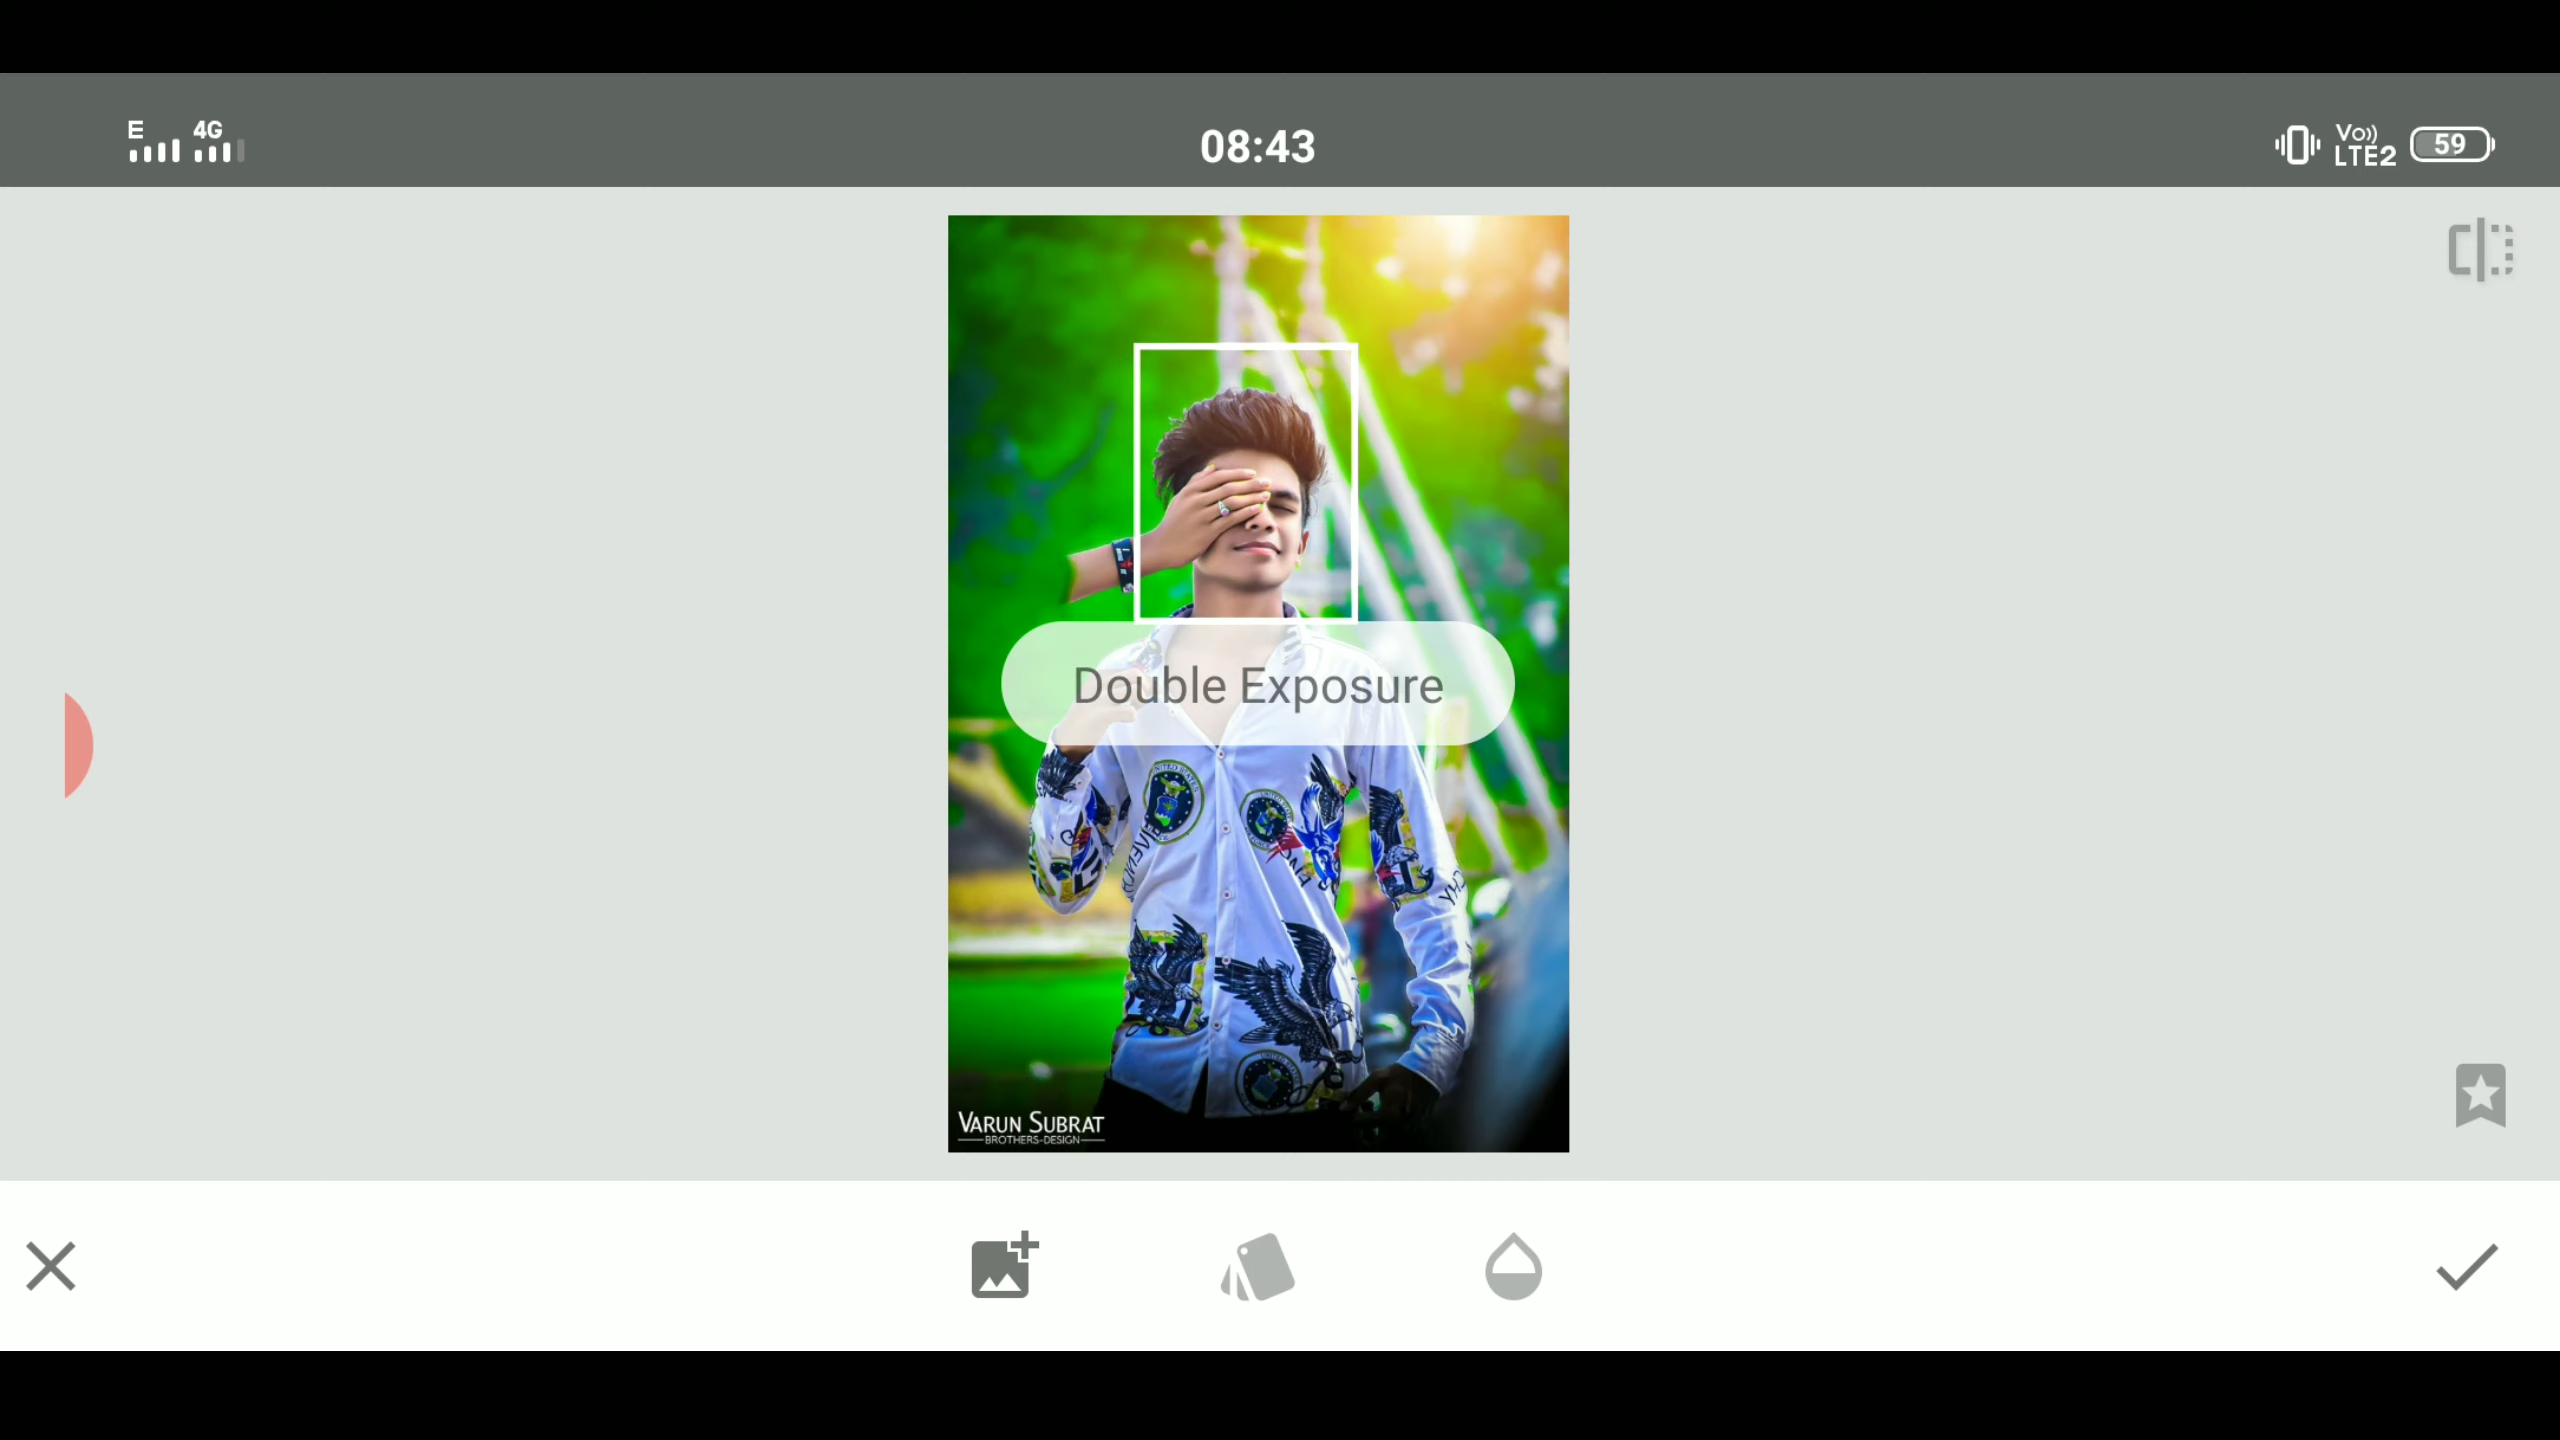 E 4G
08:43
Vo))
LTE2
59
Double Exposure
VARUN SUBRAT
BROTHERS-DESIGN